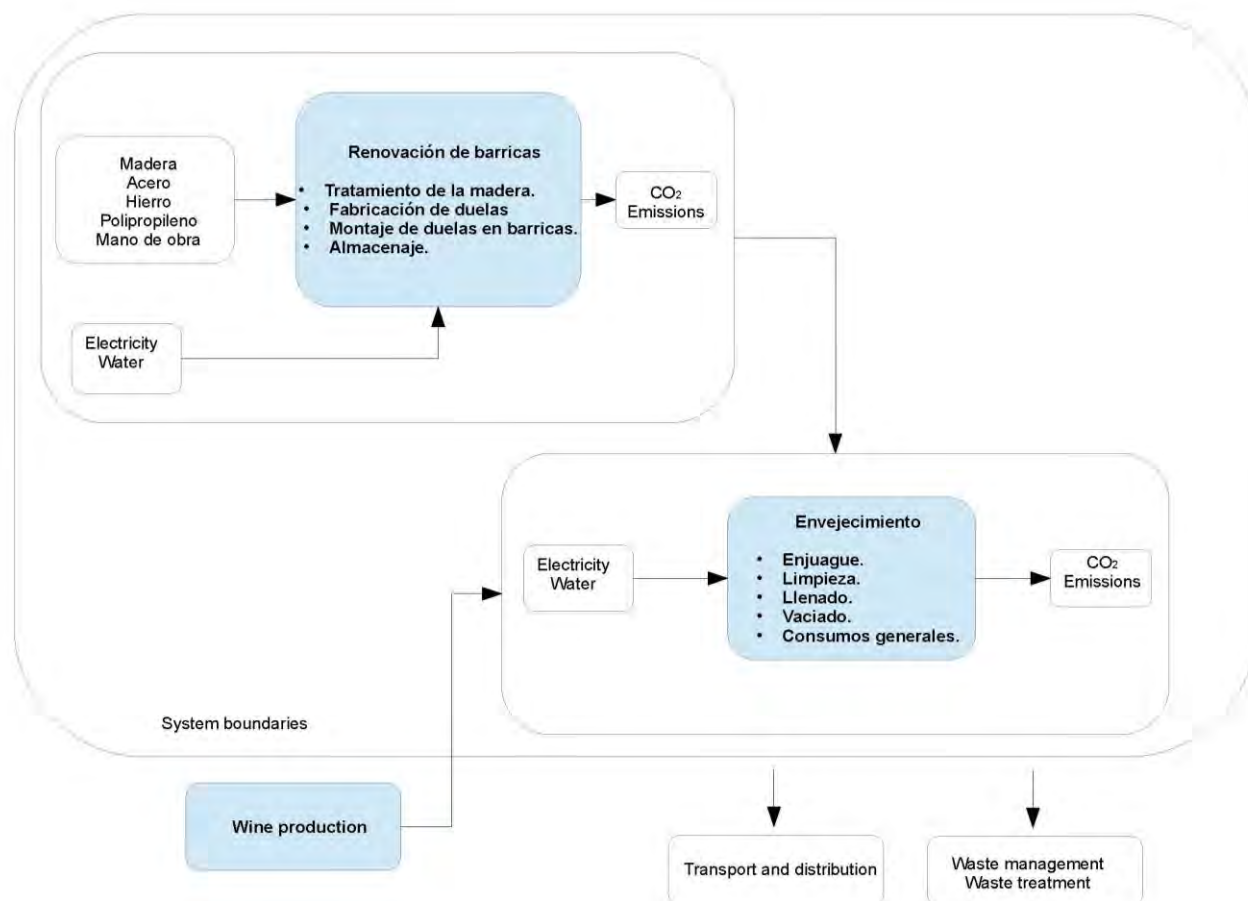 Renovación de barricas
Madera
Acero
Hierro
Polipropileno
Mano de obra
• Tratamiento de la madera.
• Fabricación de duelas
• Montaje de duelas en barricas.
• Almacenaje.
CO₂
Emissions
Electricity
Water
Envejecimiento
Electricity
Water
• Enjuague.
• Limpieza.
• Llenado.
• Vaciado.
• Consumos generales.
CO₂
Emissions
System boundaries
Wine production
Transport and distribution
Waste management
Waste treatment